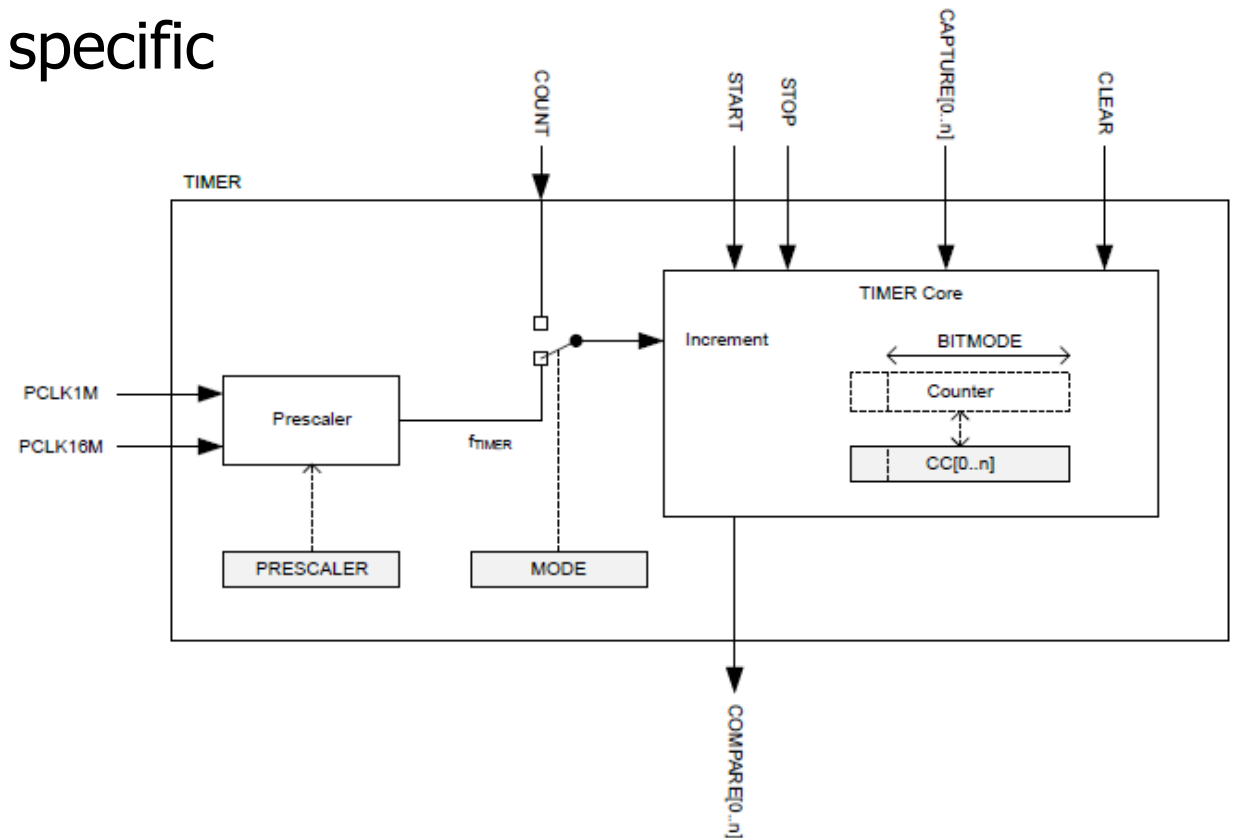 specific
COUNT
START
STOP
CAPTURE[0..n]
CLEAR
TIMER
TIMER Core
Increment
BITMODE
Counter
CC[0..n]
PCLK1M
PCLK16M
Prescaler
fTIMER
PRESCALER
MODE
COMPARE[0..n]